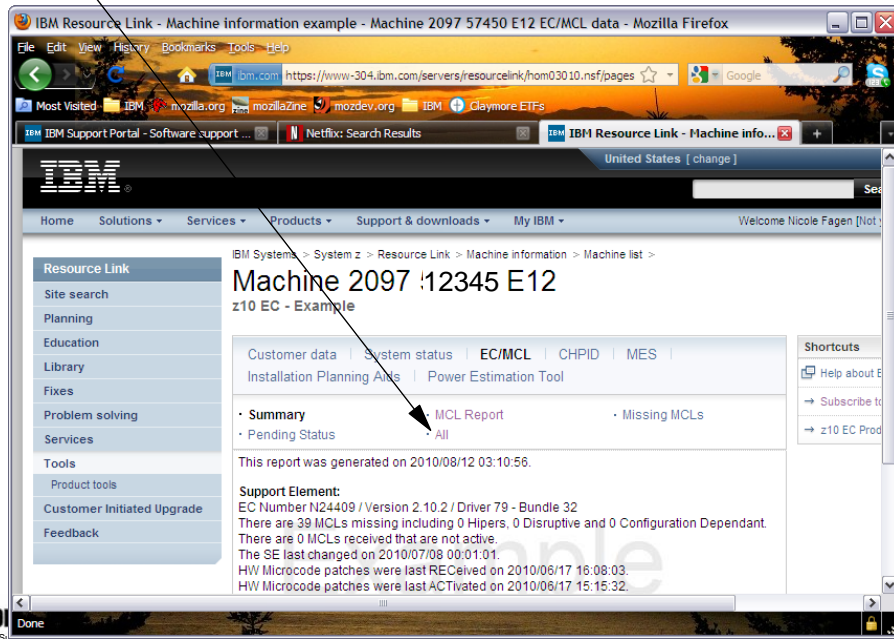 IBM Resource Link - Machine information example - Machine 2097 57450 E12 EC/MCL data - Mozilla Firefox
File Edit View History Bookmarks Tools Help
ibm.com https://www-304.ibm.com/servers/resourcelink/hom03010.nsf/pages Google
Most Visited IBM mozilla.org mozillaZine mozdev.org IBM Claymore ETFs
IBM Support Portal - Software support ... Netflix: Search Results IBM Resource Link - Machine info...
United States [ change ]
IBM
Home Solutions Services Products Support & downloads My IBM Welcome Nicole Fagen [Not
IBM Systems > System z > Resource Link > Machine information > Machine list >
Machine 2097 12345 E12
z10 EC - Example
Resource Link
Site search
Planning
Education
Library
Fixes
Problem solving
Services
Tools
Product tools
Customer Initiated Upgrade
Feedback
Customer data System status EC/MCL CHPID MES
Installation Planning Aids Power Estimation Tool
· Summary · MCL Report · Missing MCLs
· Pending Status · All
This report was generated on 2010/08/12 03:10:56.
Support Element:
EC Number N24409 / Version 2.10.2 / Driver 79 - Bundle 32
There are 39 MCLs missing including 0 Hipers, 0 Disruptive and 0 Configuration Dependant.
There are 0 MCLs received that are not active.
The SE last changed on 2010/07/08 00:01:01.
HW Microcode patches were last RECeived on 2010/06/17 16:08:03.
HW Microcode patches were last ACTivated on 2010/06/17 15:15:32.
Example
Shortcuts
Help about
Subscribe to
z10 EC Prod
Done